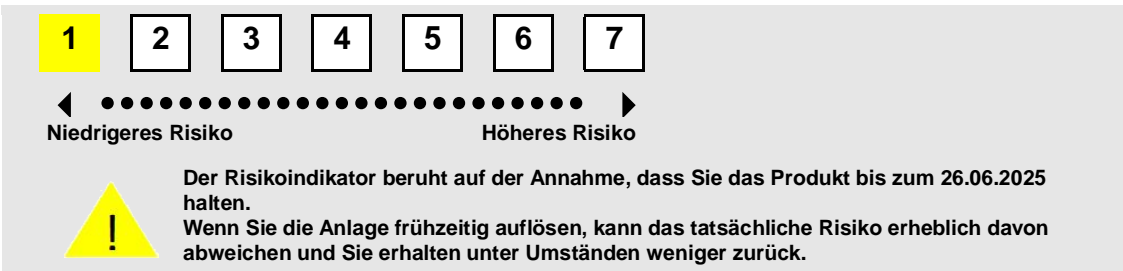 1 2 3 4 5 6 7
Niedrigeres Risiko Höheres Risiko
Der Risikoindikator beruht auf der Annahme, dass Sie das Produkt bis zum 26.06.2025
halten.
Wenn Sie die Anlage frühzeitig auflösen, kann das tatsächliche Risiko erheblich davon
abweichen und Sie erhalten unter Umständen weniger zurück.
!